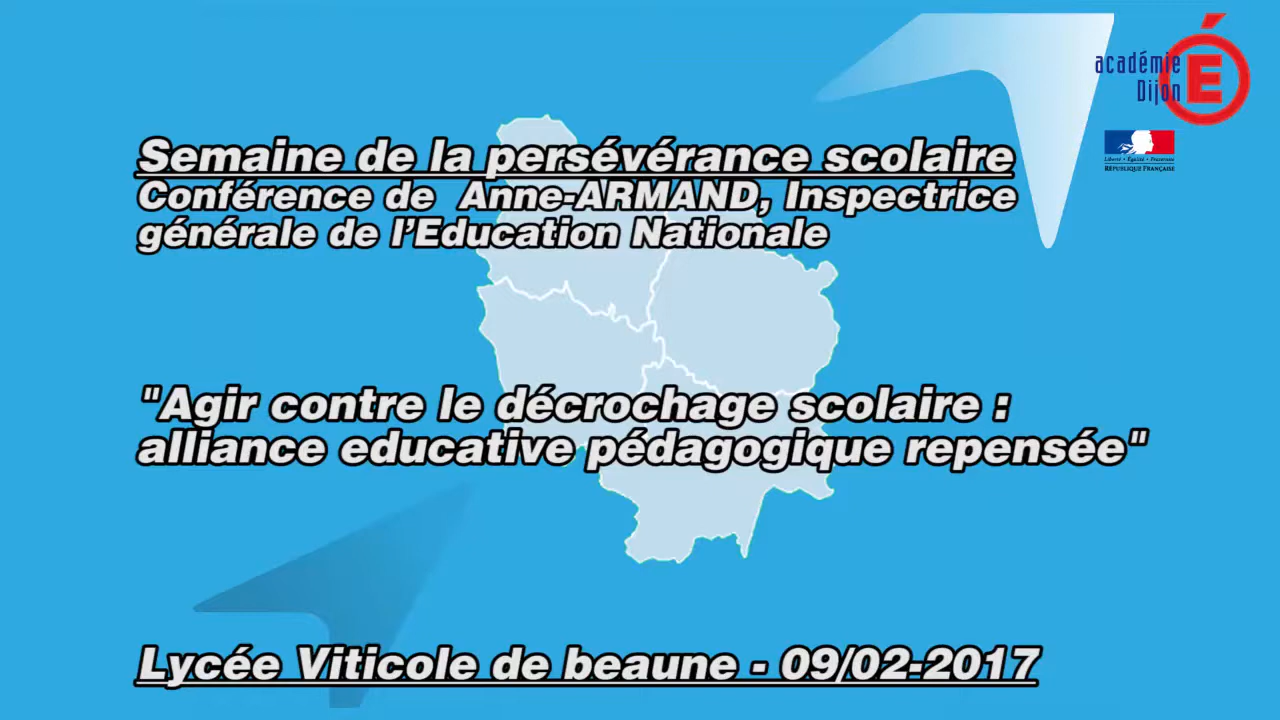 académie
Dijon
É
Liberté • Égalité • Fraternité
RÉPUBLIQUE FRANÇAISE
Semaine de la persévérance scolaire
Conférence de  Anne-ARMAND, Inspectrice
générale de l’Education Nationale
"Agir contre le décrochage scolaire :
alliance educative pédagogique repensée"
Lycée Viticole de beaune - 09/02-2017